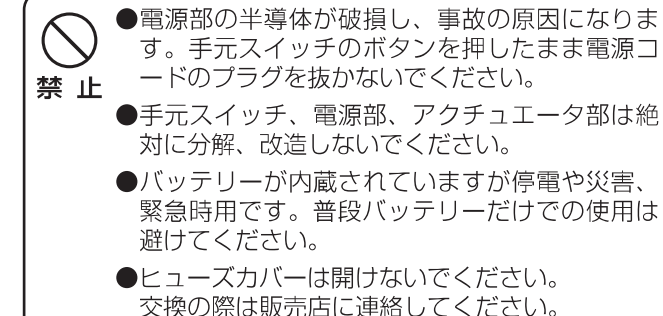 ●電源部の半導体が破損し、事故の原因になりま
す。手元スイッチのボタンを押したまま電源コ
ードのプラグを抜かないでください。
禁止
●手元スイッチ、電源部、アクチュエータ部は絶
対に分解、改造しないでください。
●バッテリーが内蔵されていますが停電や災害、
緊急時用です。普段バッテリーだけでの使用は
避けてください。
●ヒューズカバーは開けないでください。
交換の際は販売店に連絡してください。